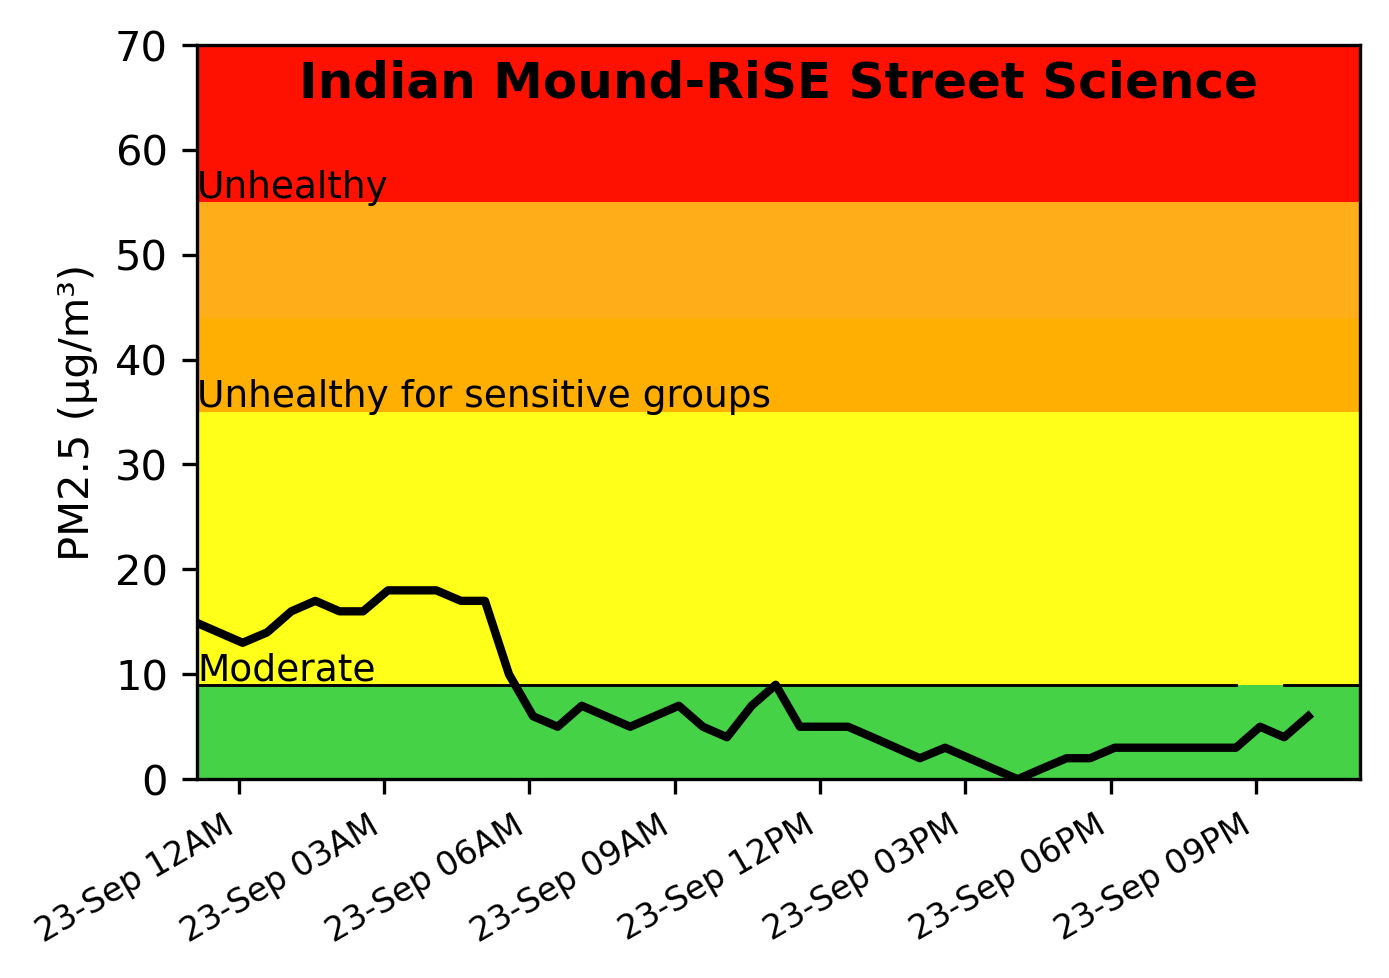 Indian Mound-RiSE Street Science
PM2.5 (µg/m³)
70
60
50
40
30
20
10
0
Unhealthy
Unhealthy for sensitive groups
Moderate
23-Sep 12AM
23-Sep 03AM
23-Sep 06AM
23-Sep 09AM
23-Sep 12PM
23-Sep 03PM
23-Sep 06PM
23-Sep 09PM